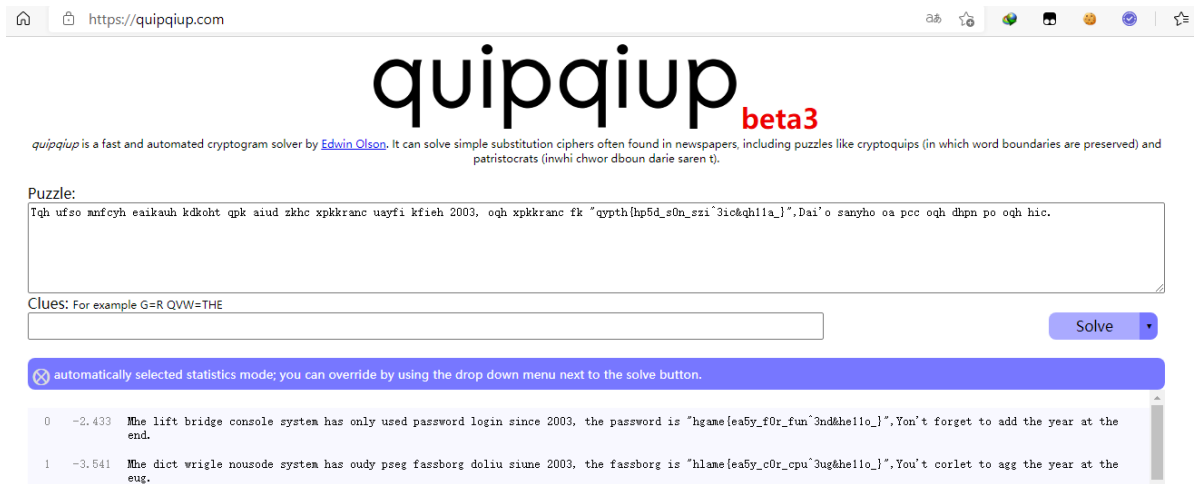 https://quipqiup.com
quipqiup beta3
quipqiup is a fast and automated cryptogram solver by Edwin Olson. It can solve simple substitution ciphers often found in newspapers, including puzzles like cryptoquips (in which word boundaries are preserved) and
patristocrats (inwhi chwor dboun darie saren t).
Puzzle:
Tqh ufso mnfcyh eaikauh kdkoht qpk aiud zkhc xpkkranc uayfi kfieh 2003, oqh xpkkranc fk "qypth{hp5d_s0n_szi^3ic&qh11a_}",Dai'o sanyho oa pcc oqh dhpn po oqh hic.
Clues: For example G=R QVW=THE
Solve
automatically selected statistics mode; you can override by using the drop down menu next to the solve button.
0 -2.433 Mhe lift bridge console system has only used password login since 2003, the password is "hgame{ea5y_f0r_fun^3nd&he11o_}",Yon't forget to add the year at the
end.
1 -3.541 Mhe dict wrigle nousode system has oudy pseg fassborg doliu siune 2003, the fassborg is "hlame{ea5y_c0r_cpu^3ug&he11o_}",You't corlet to agg the year at the
eug.